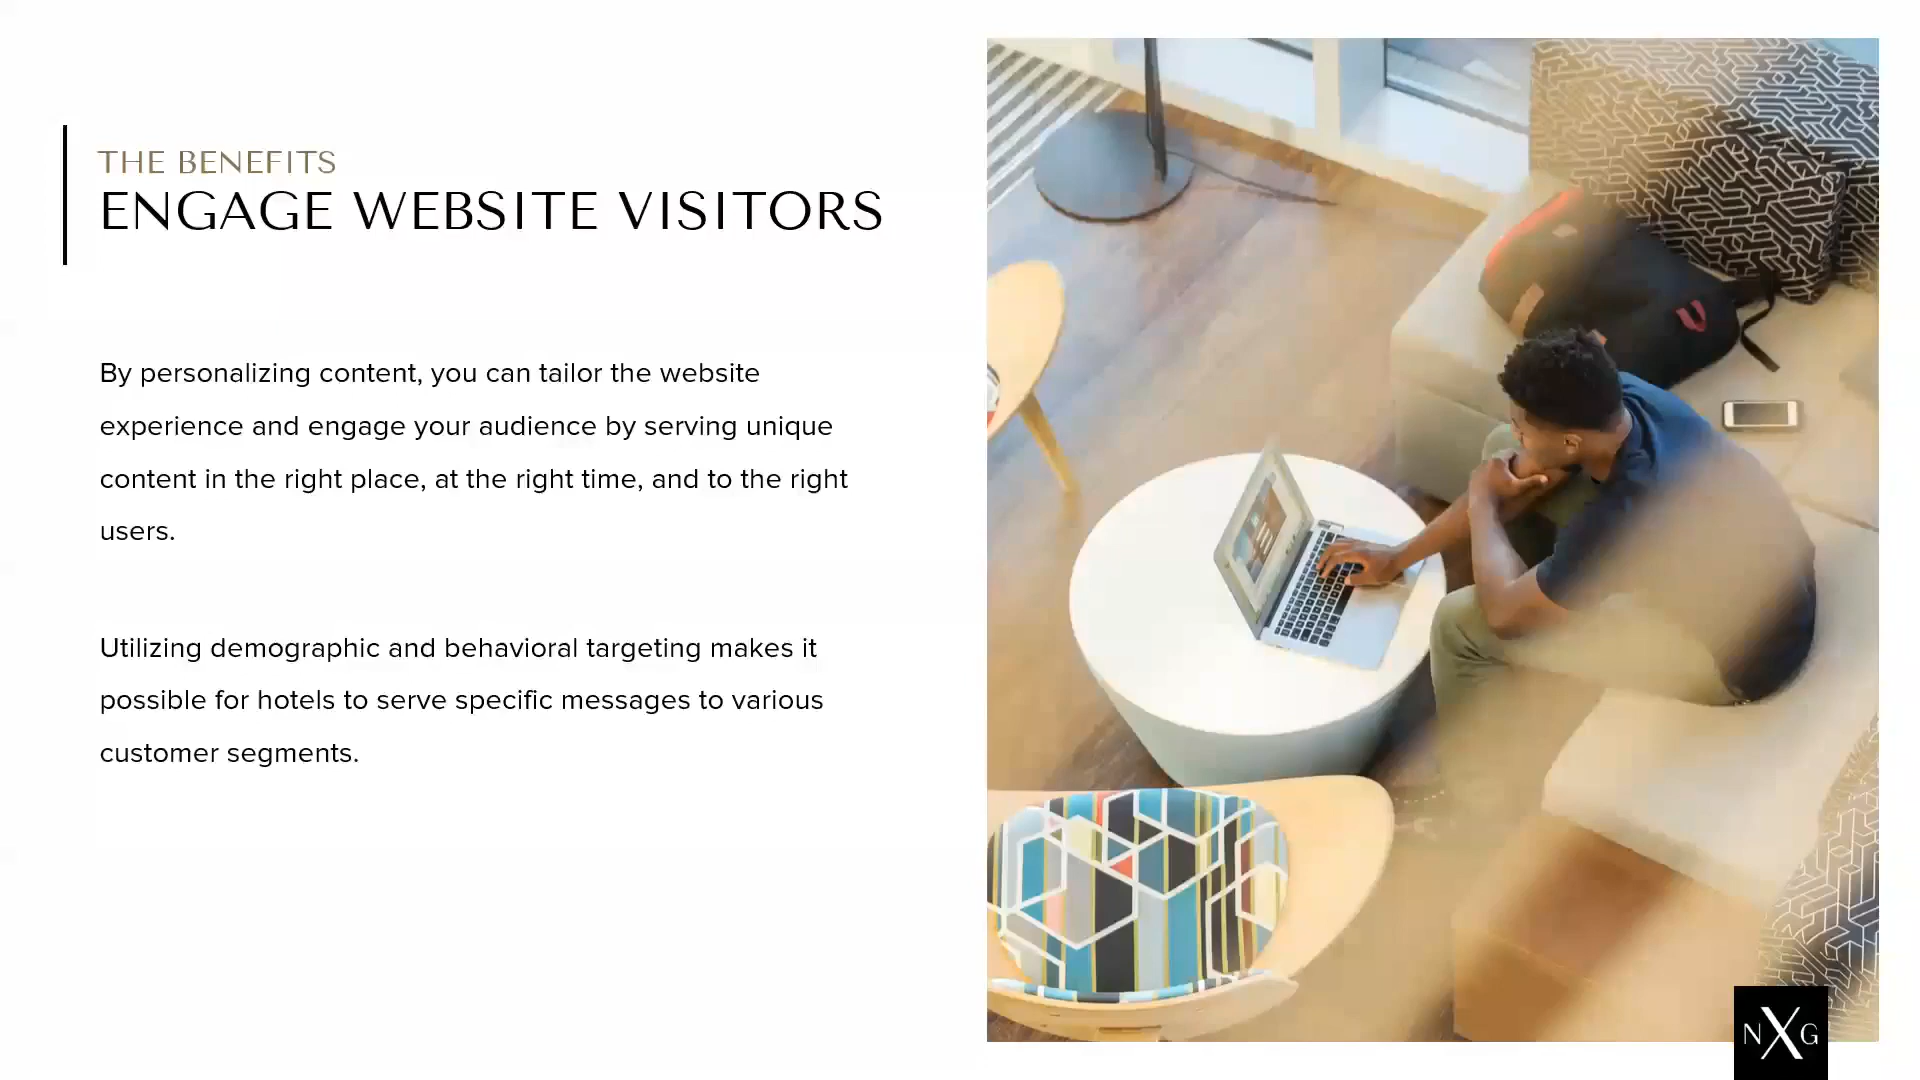 THE BENEFITS
ENGAGE WEBSITE VISITORS
By personalizing content, you can tailor the website
experience and engage your audience by serving unique
content in the right place, at the right time, and to the right
users.
Utilizing demographic and behavioral targeting makes it
possible for hotels to serve specific messages to various
customer segments.
NXG